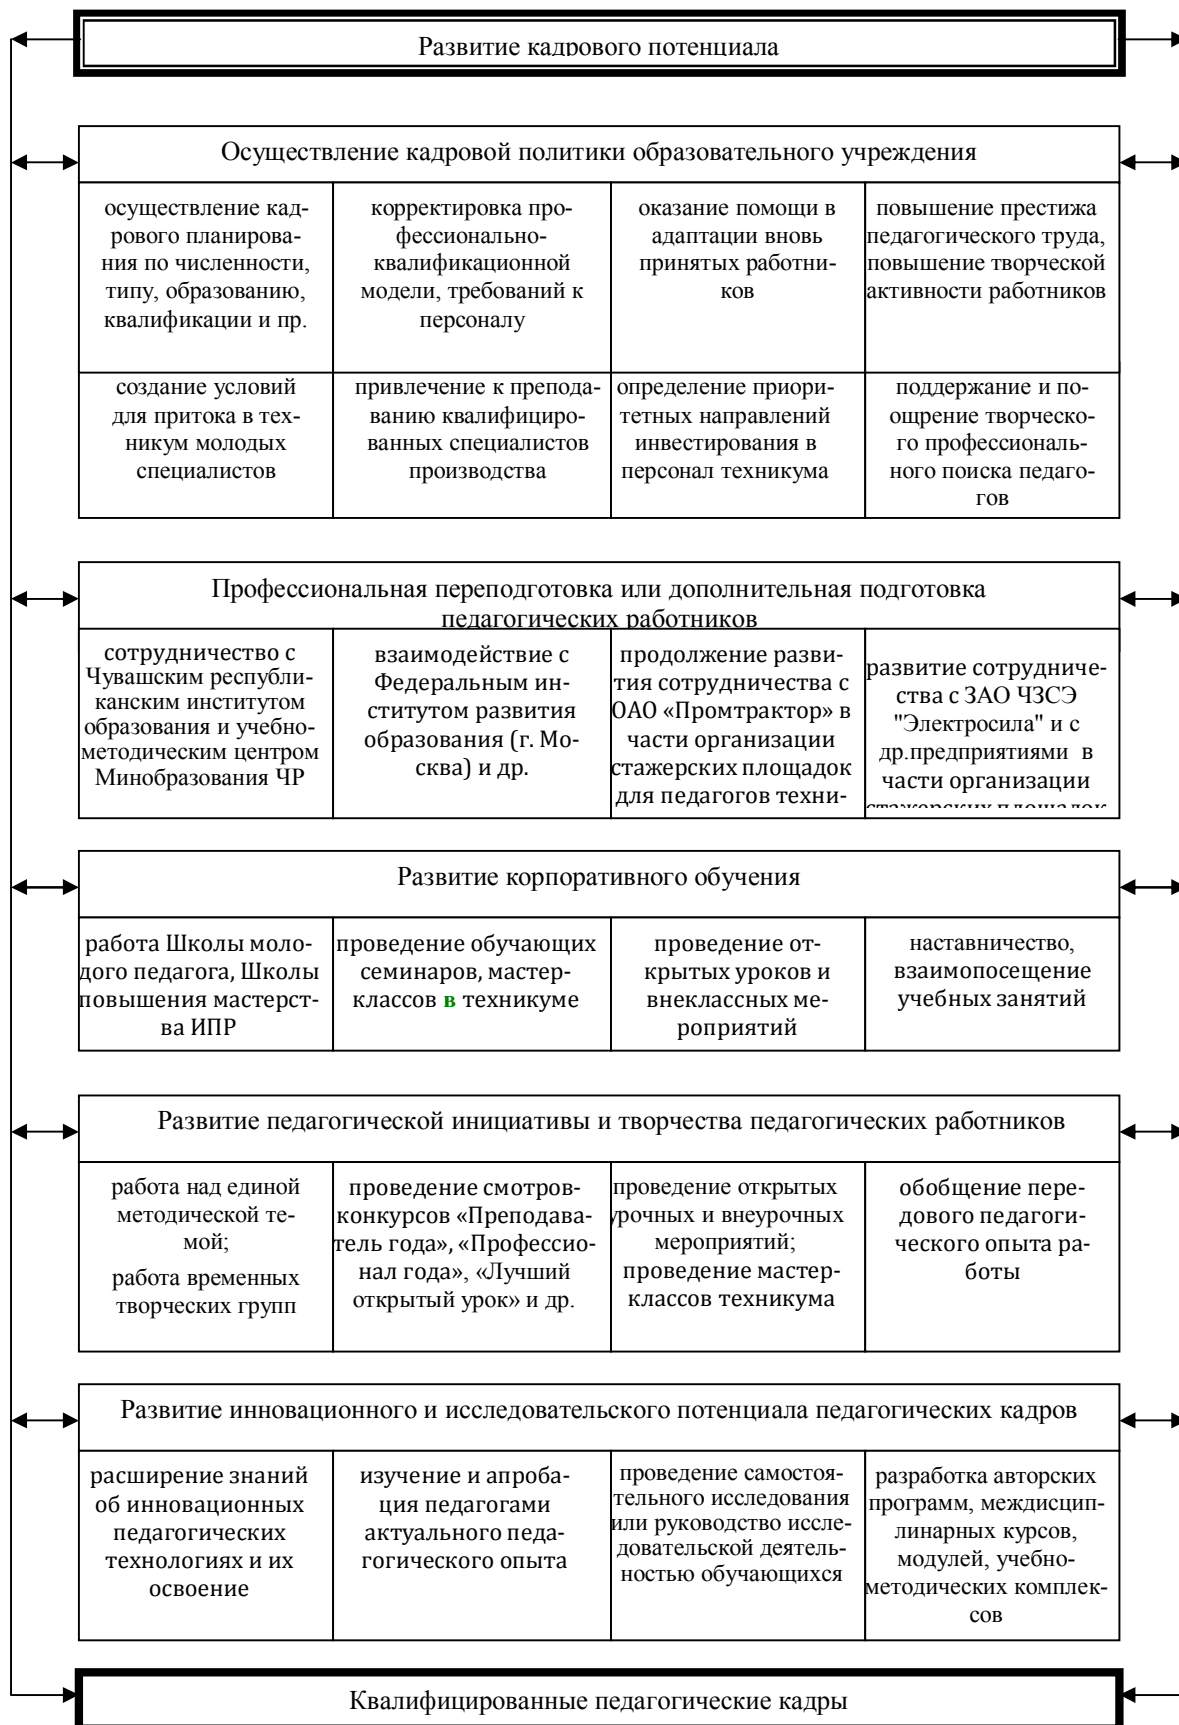 Развитие кадрового потенциала
Осуществление кадровой политики образовательного учреждения
осуществление кад-
рового планирова-
ния по численности,
типу, образованию,
квалификации и пр.
корректировка про-
фессионально-
квалификационной
модели, требований к
персоналу
оказание помощи в
адаптации вновь
принятых работни-
ков
повышение престижа
педагогического труда,
повышение творческой
активности работников
создание условий
для притока в тех-
никум молодых
специалистов
привлечение к препода-
ванию квалифициро-
ванных специалистов
производства
определение приори-
тетных направлений
инвестирования в
персонал техникума
поддержание и по-
ощрение творческо-
го профессиональ-
ного поиска педаго-
гов
Профессиональная переподготовка или дополнительная подготовка
педагогических работников
сотрудничество с
Чувашским республи-
канским институтом
образования и учебно-
методическим центром
Минобразования ЧР
взаимодействие с
Федеральным ин-
ститутом развития
образования (г. Мо-
сква) и др.
продолжение разви-
тия сотрудничества с
ОАО «Промтрактор» в
части организации
стажерских площадок
для педагогов техни-
развитие сотрудниче-
ства с ЗАО ЧЗСЭ
"Электросила" и с
др.предприятиями в
части организации
стажерских площадок
Развитие корпоративного обучения
работа Школы моло-
дого педагога, Школы
повышения мастерст-
ва ИПР
проведение обучающих
семинаров, мастер-
классов в техникуме
проведение от-
крытых уроков и
внеклассных ме-
роприятий
наставничество,
взаимопосещение
учебных занятий
Развитие педагогической инициативы и творчества педагогических работников
работа над единой
методической те-
мой;
работа временных
творческих групп
проведение смотров-
конкурсов «Преподава-
тель года», «Профессио-
нал года», «Лучший
открытый урок» и др.
проведение открытых
урочных и внеурочных
мероприятий;
проведение мастер-
классов техникума
обобщение пере-
дового педагоги-
ческого опыта ра-
боты
Развитие инновационного и исследовательского потенциала педагогических кадров
расширение знаний
об инновационных
педагогических
технологиях и их
освоение
изучение и апроба-
ция педагогами
актуального педа-
гогического опыта
проведение самостоя-
тельного исследования
или руководство иссле-
довательской деятель-
ностью обучающихся
разработка авторских
программ, междисцип-
линарных курсов,
модулей, учебно-
методических комплек-
сов
Квалифицированные педагогические кадры